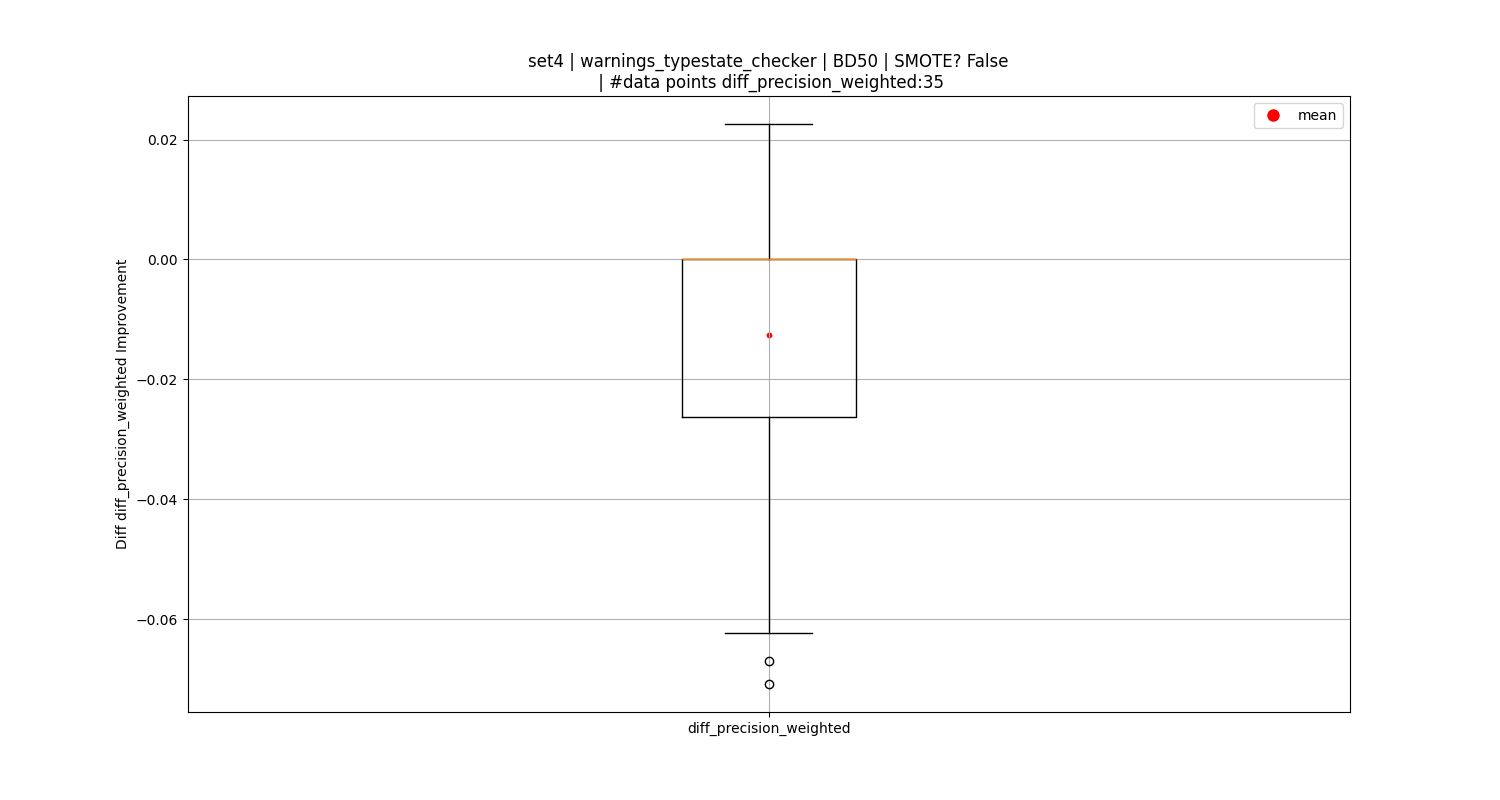 set4 | warnings_typestate_checker | BD50 | SMOTE? False
| #data points diff_precision_weighted:35
mean
0.02
0.00
−0.02
−0.04
−0.06
Diff diff_precision_weighted Improvement
diff_precision_weighted